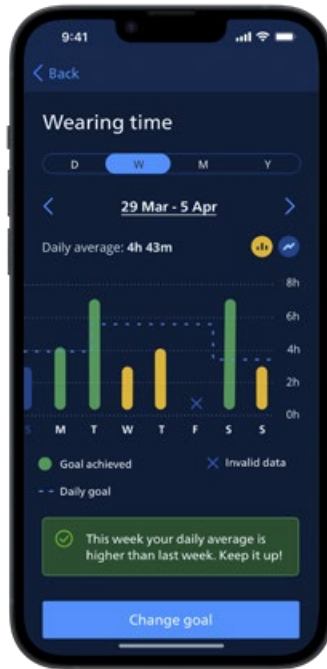 9:41
Back
Wearing time
D W M Y
29 Mar - 5 Apr
Daily average: 4h 43m
8h
6h
4h
2h
0h
S M T W T F S S
Goal achieved
Invalid data
Daily goal
This week your daily average is
higher than last week. Keep it up!
Change goal